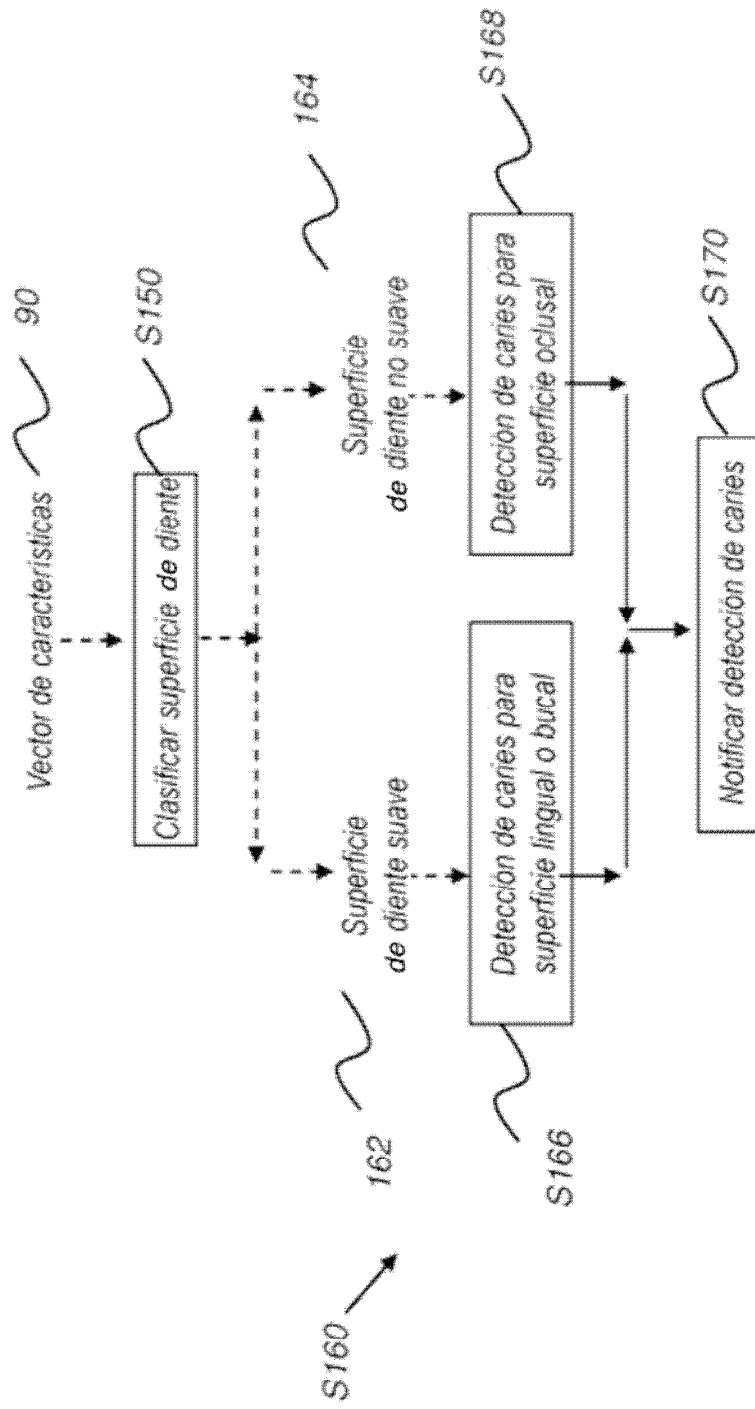 Vector de características
90
Clasificar superficie de diente
S150
S160
162
Superficie
de diente suave
164
Superficie
de diente no suave
S166
Detección de caries para
superficie lingual o bucal
S168
Detección de caries para
superficie oclusal
S170
Notificar detección de caries